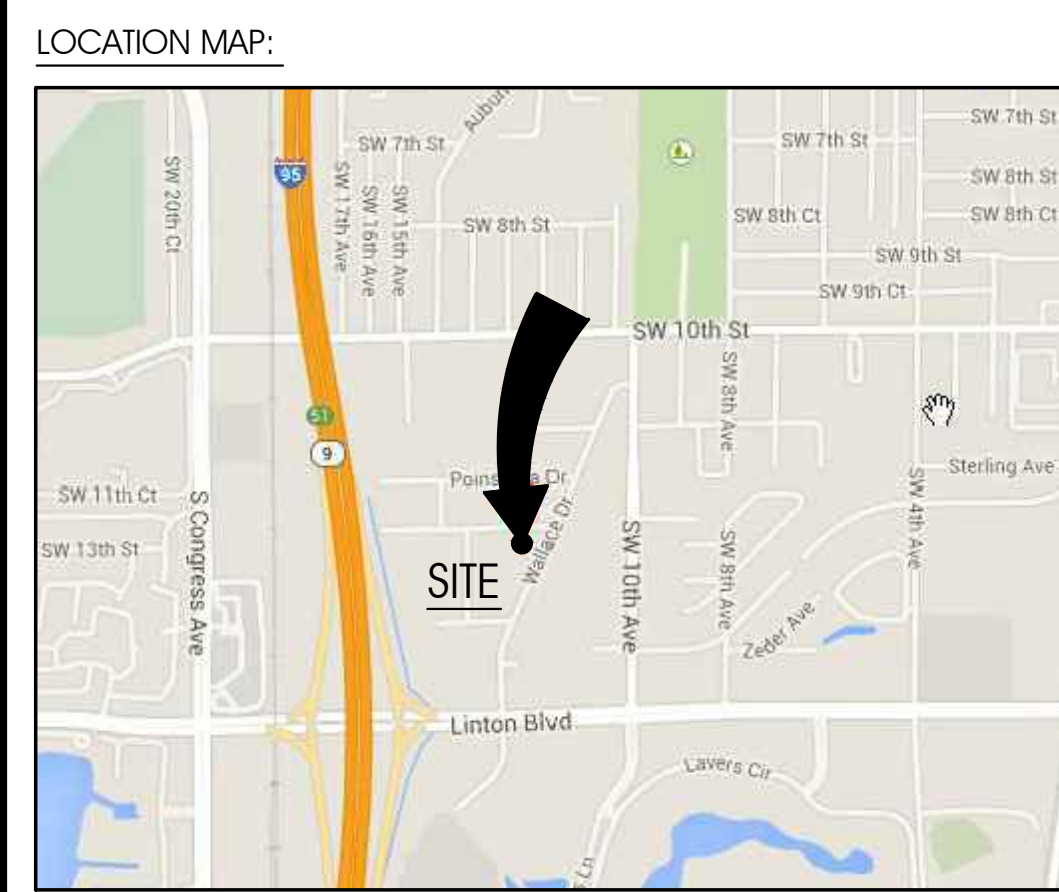 LOCATION MAP:
Auburn
SW 7th St
SW 7th St
SW 7th St
95
SW 20th Ct
SW 17th Ave
SW 16th Ave
SW 15th Ave
SW 8th St
SW 8th St
SW 8th Ct
SW 8th Ct
SW 9th St
SW 9th Ct
SW 10th St
SW 8th Ave
51
9
Sterling Ave
SW 11th Ct
SW 4th Ave
S Congress Ave
Wallace Dr
SW 10th Ave
SW 8th Ave
SW 13th St
SITE
Zeder Ave
Linton Blvd
Lavers Cir